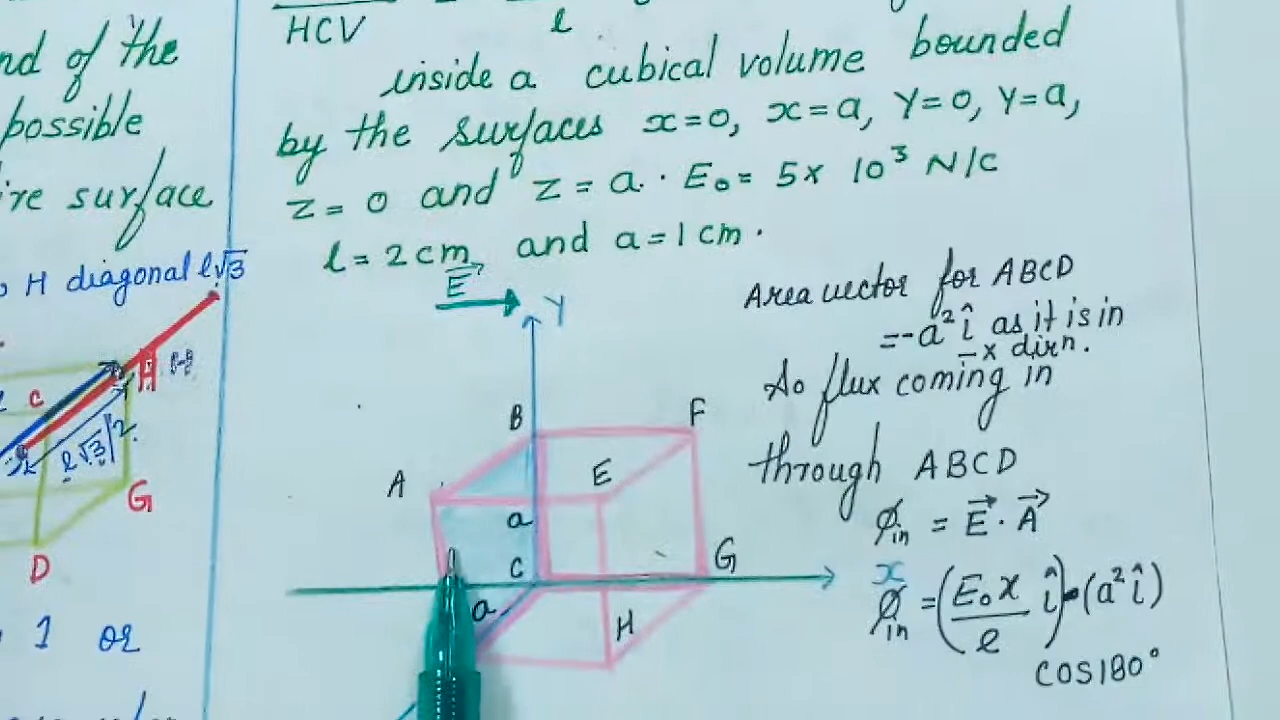 nd of the
possible
re surface
H diagonal l√3
C
H
H
l√3/2
G
D
1 or
HCV
l
inside a cubical volume bounded
by the surfaces x=0, x=a, Y=0, Y=a,
z=0 and z=a. E₀= 5x 10³ N/C
l=2cm and a=1cm.
E⃗
Y
Area vector for ABCD
=-a² î as it is in
-x dirn.
So flux coming in
through ABCD
ϕin = E⃗ . A⃗
x
ϕin =(E₀x/l î)•(a² î)
cos180°
B
F
A
E
a
C
G
a
H